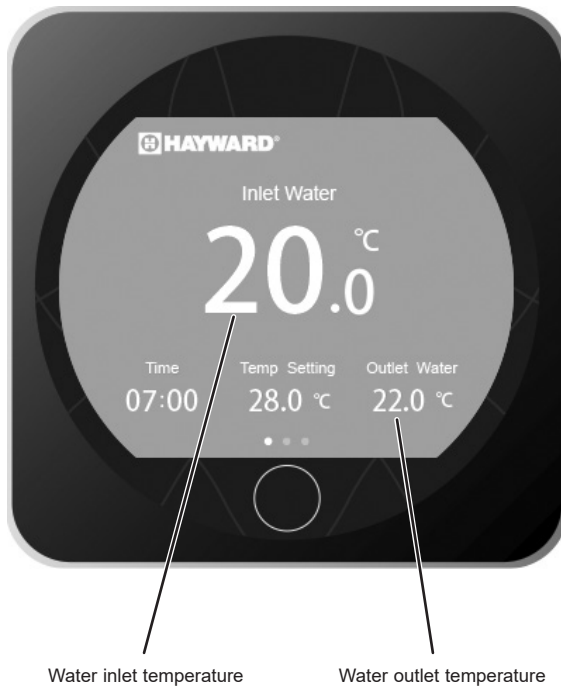 HAYWARD®
Inlet Water
20.0 °C
Time Temp Setting Outlet Water
07:00 28.0 °C 22.0 °C
Water inlet temperature Water outlet temperature